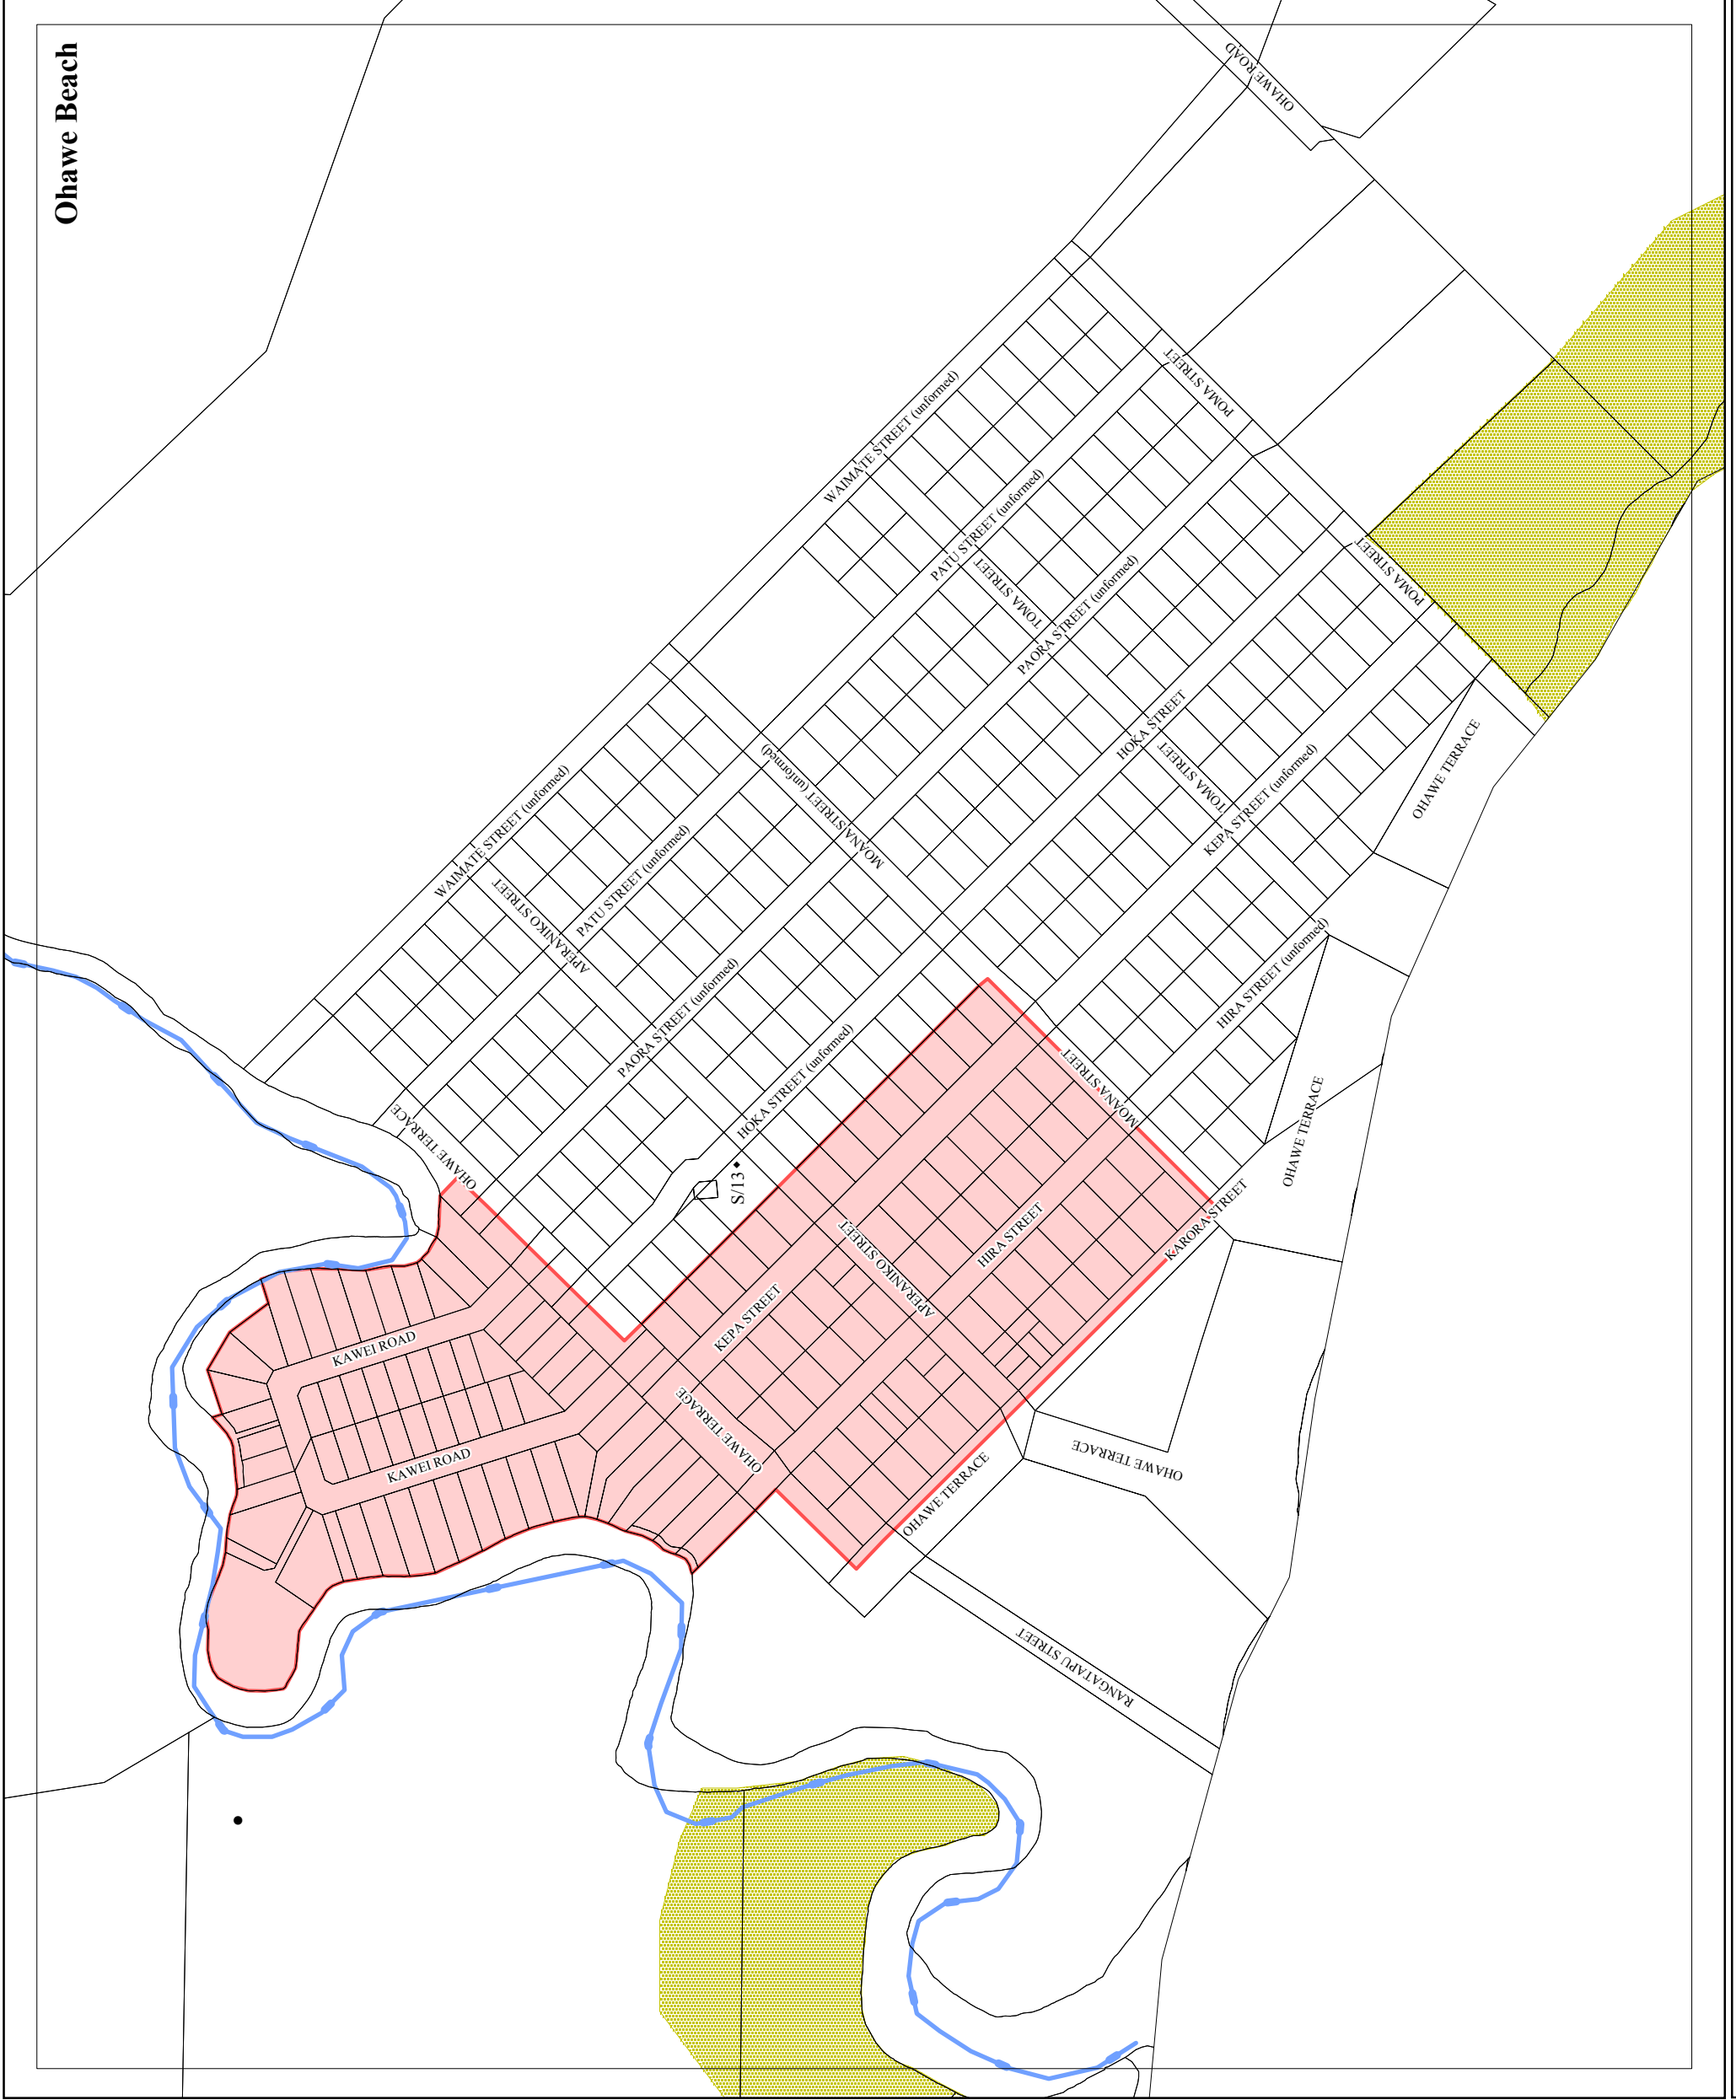 Ohawe Beach
OHAWE ROAD
POMA STREET
WAIMATE STREET (unformed)
PATU STREET (unformed)
TOMA STREET
PAORA STREET (unformed)
POMA STREET
HOKA STREET
TOMA STREET
OHAWE TERRACE
KEPA STREET (unformed)
MOANA STREET (unformed)
WAIMATE STREET (unformed)
PATU STREET (unformed)
APERANIKO STREET
PAORA STREET (unformed)
HIRA STREET (unformed)
HOKA STREET (unformed)
MOANA STREET
OHAWE TERRACE
OHAWE TERRACE
S/13
KARORA STREET
HIRA STREET
APERANIKO STREET
KEPA STREET
KAWEI ROAD
OHAWE TERRACE
KAWEI ROAD
OHAWE TERRACE
OHAWE TERRACE
RANGATAPU STREET